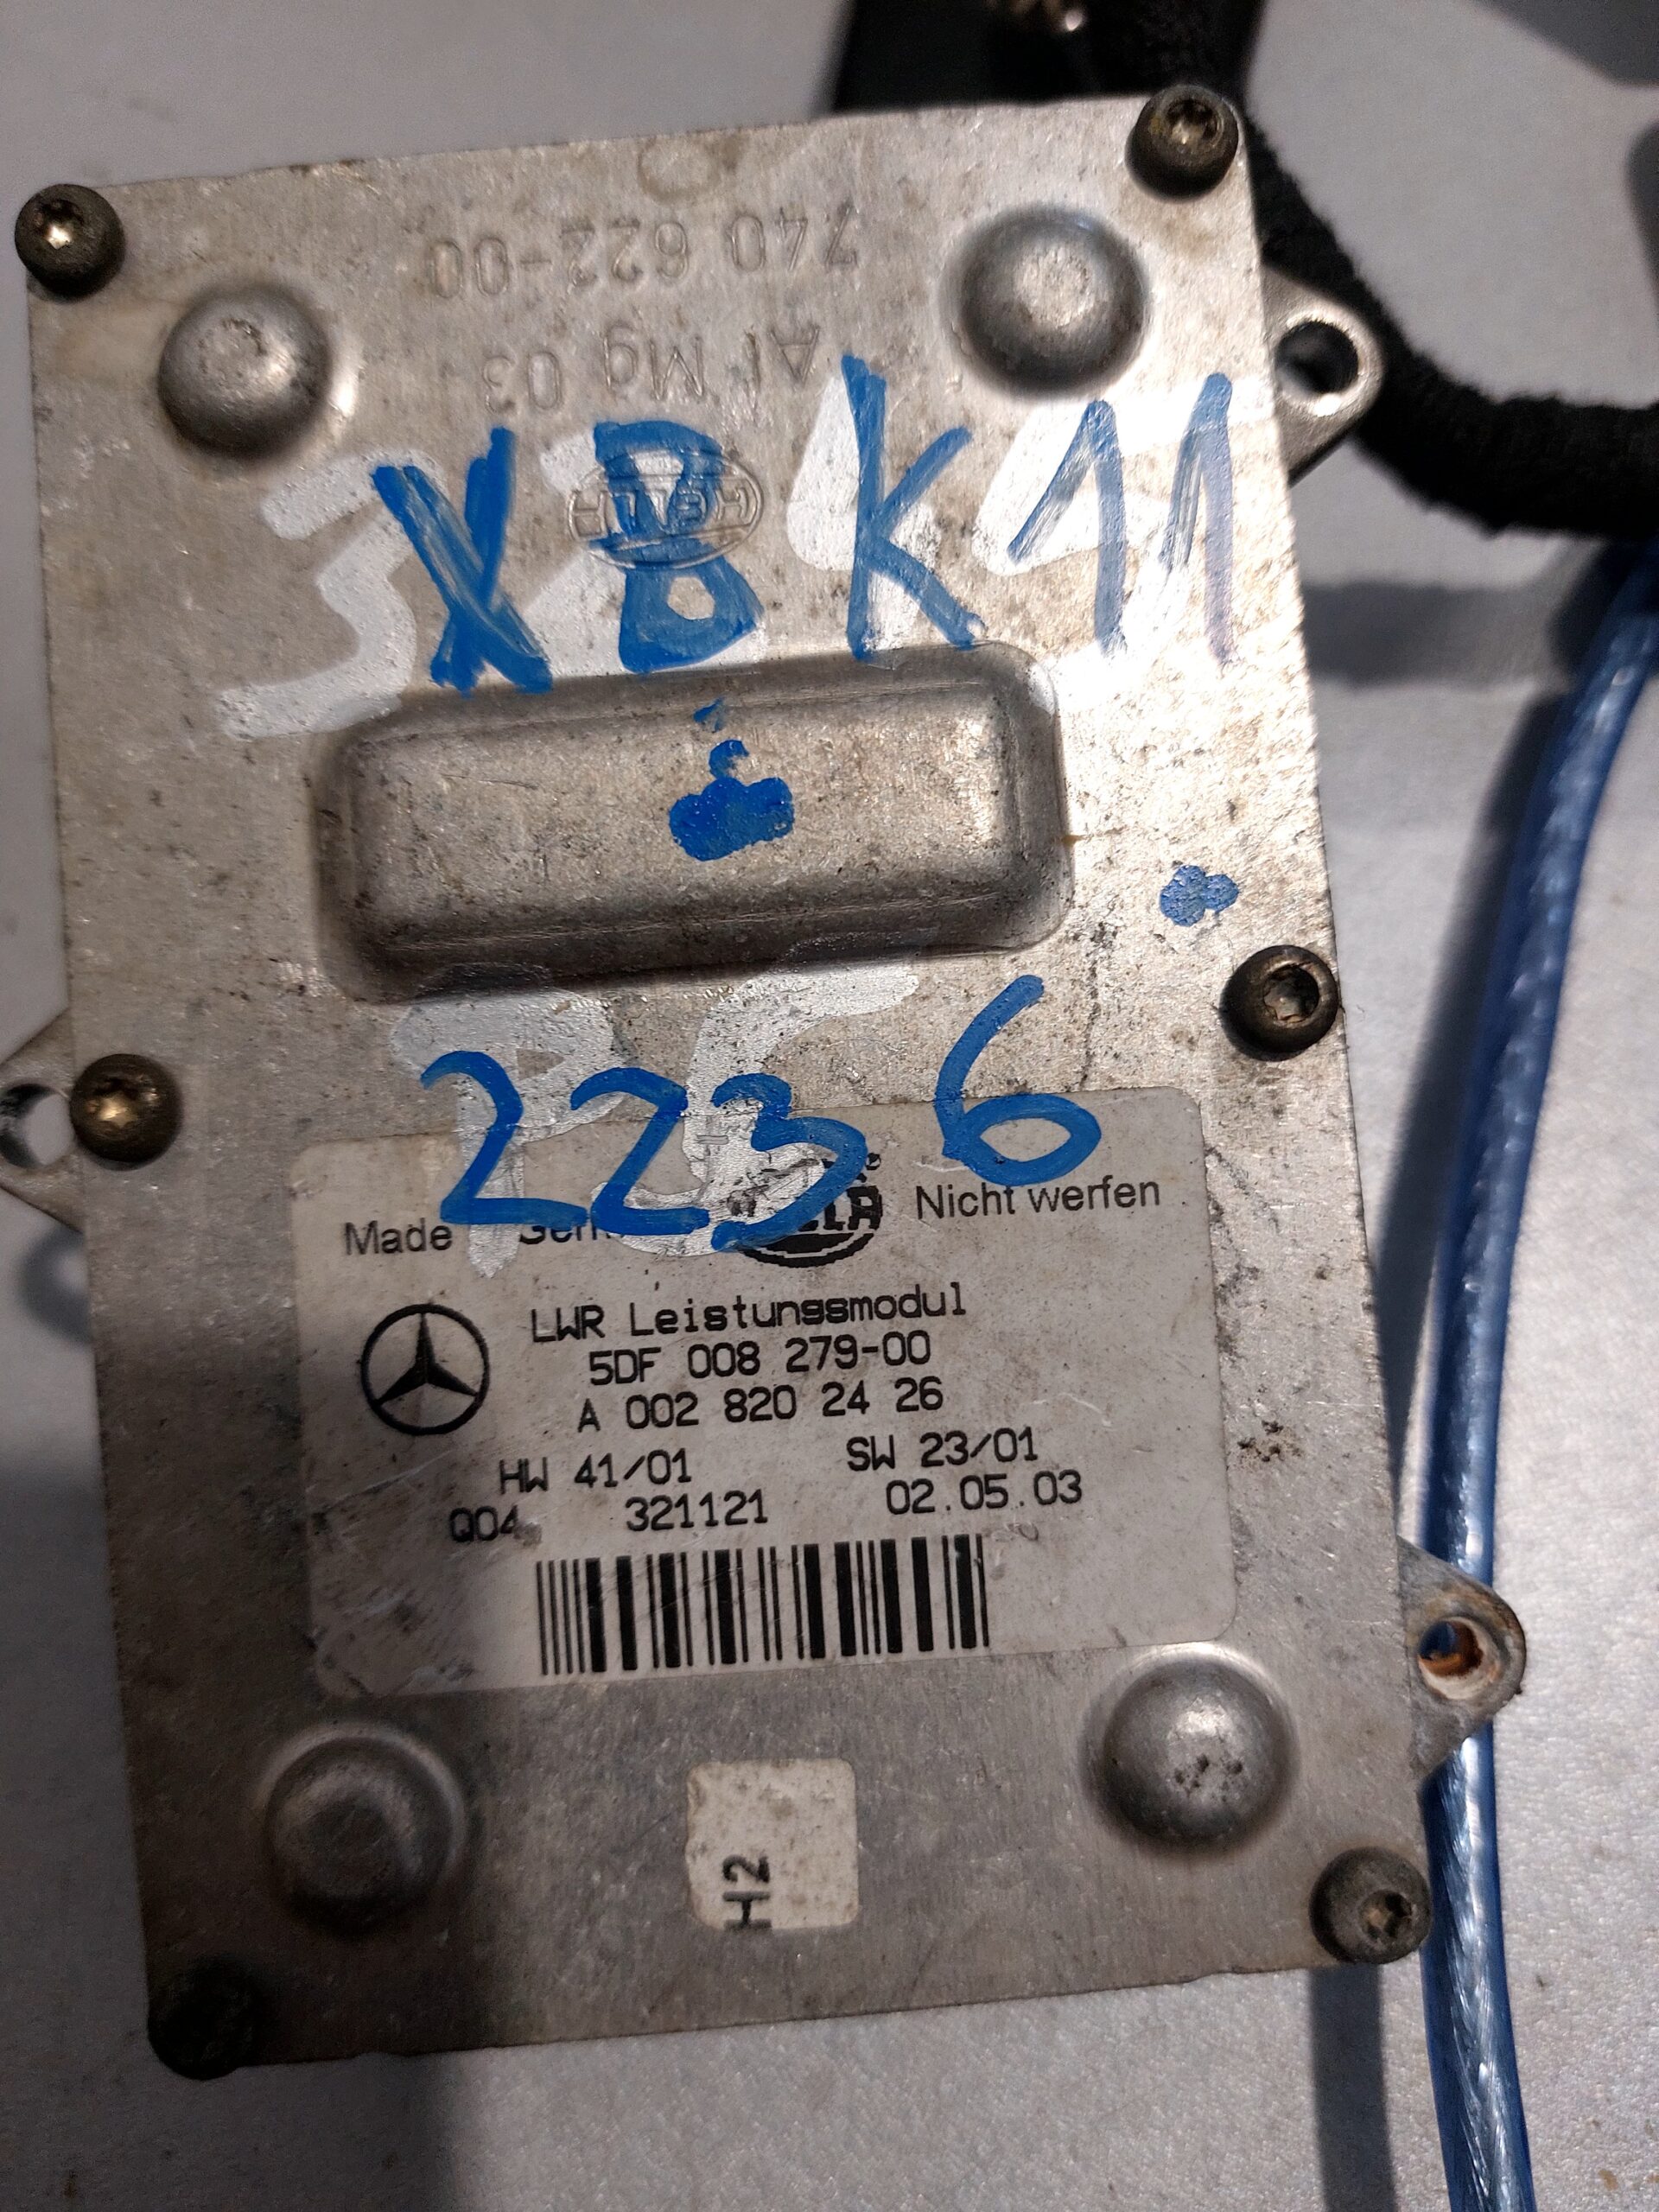 740 622-00
Al Mg 03
HELLA
XBK11
2236
Made
Nicht werfen
LWR Leistungsmodul
5DF 008 279-00
A 002 820 24 26
HW 41/01 SW 23/01
Q04 321121 02.05.03
H2